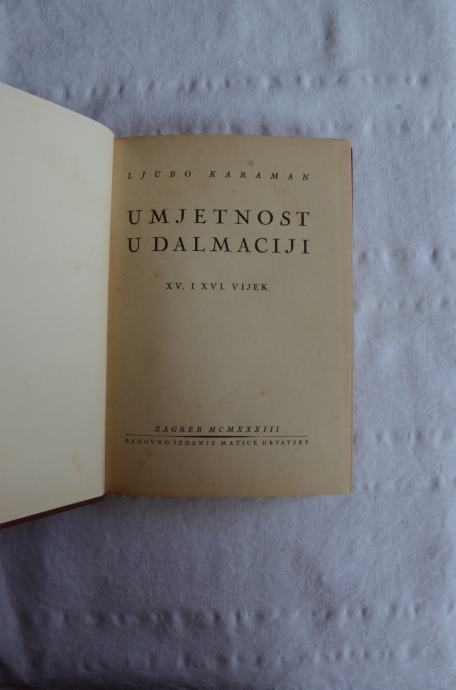 LJUBO KARAMAN
UMJETNOST
U DALMACIJI
XV. I XVI. VIJEK
ZAGREB MCMXXXIII
REDOVNO IZDANJE MATICE HRVATSKE